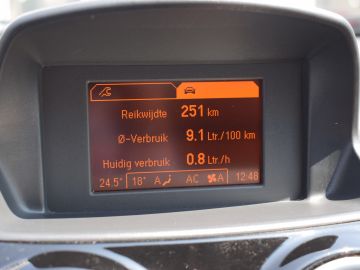 Reikwijdte 251 km
Ø-Verbruik 9.1 Ltr./100 km
Huidig verbruik 0.8 Ltr./h
24.5° 18° A AC A 12:48